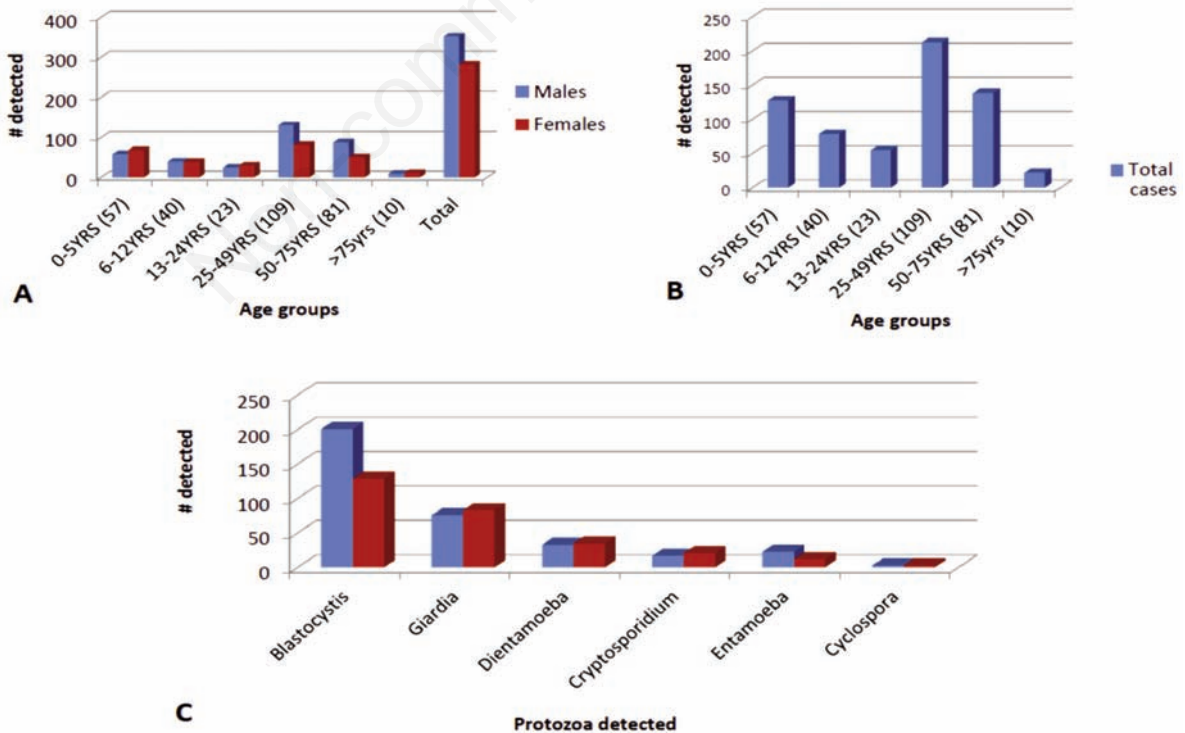 400
300
200
100
0
# detected
Males
Females
0-5YRS (57)
6-12YRS (40)
13-24YRS (23)
25-49YRS (109)
50-75YRS (81)
>75yrs (10)
Total
A
Age groups
250
200
150
100
50
0
# detected
Total
cases
0-5YRS (57)
6-12YRS (40)
13-24YRS (23)
25-49YRS (109)
50-75YRS (81)
>75yrs (10)
B
Age groups
250
200
150
100
50
0
# detected
Blastocystis
Giardia
Dientamoeba
Cryptosporidium
Entamoeba
Cyclospora
C
Protozoa detected